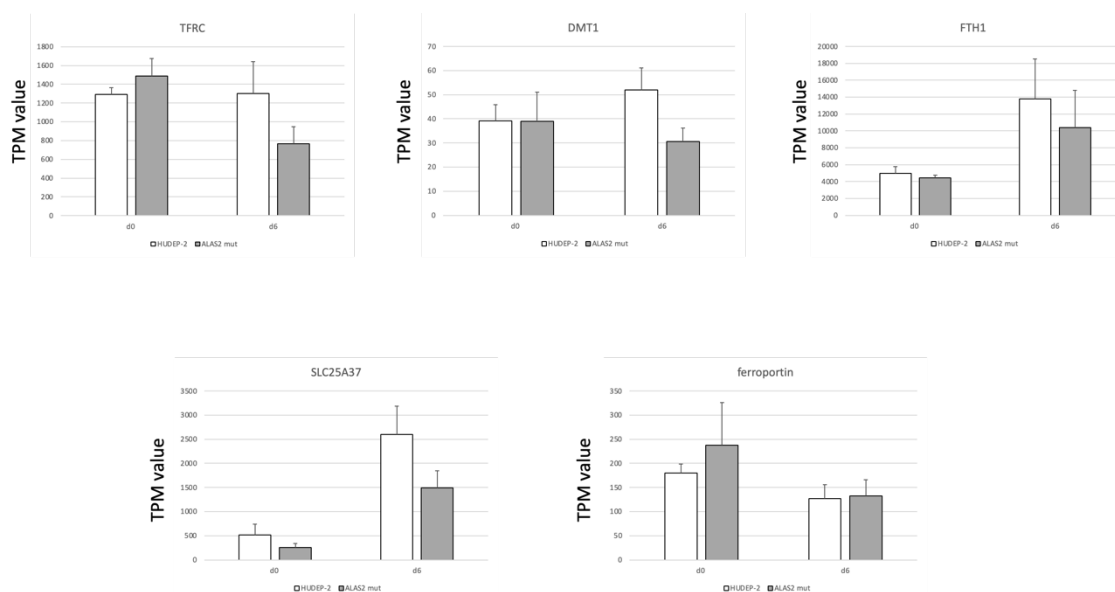 TFRC
TPM value
1800
1600
1400
1200
1000
800
600
400
200
0
d0 d6
HUDEP-2 ALAS2 mut
DMT1
TPM value
70
60
50
40
30
20
10
0
d0 d6
HUDEP-2 ALAS2 mut
FTH1
TPM value
20000
18000
16000
14000
12000
10000
8000
6000
4000
2000
0
d0 d6
HUDEP-2 ALAS2 mut
SLC25A37
TPM value
3500
3000
2500
2000
1500
1000
500
0
d0 d6
HUDEP-2 ALAS2 mut
ferroportin
TPM value
350
300
250
200
150
100
50
0
d0 d6
HUDEP-2 ALAS2 mut